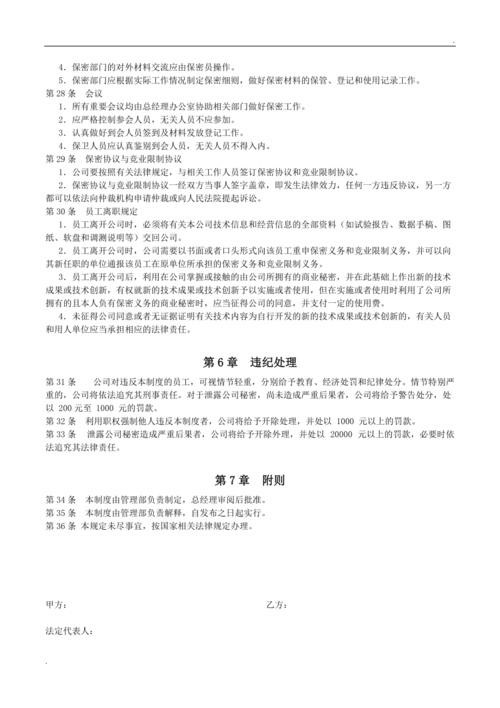 4．保密部门的对外材料交流应由保密员操作。
5．保密部门应根据实际工作情况制定保密细则，做好保密材料的保管、登记和使用记录工作。
第 28 条　会议
1．所有重要会议均由总经理办公室协助相关部门做好保密工作。
2．应严格控制参会人员，无关人员不应参加。
3．认真做好到会人员签到及材料发放登记工作。
4．保卫人员应认真鉴别到会人员，无关人员不得入内。
第 29 条　保密协议与竞业限制协议
1．公司要按照有关法律规定，与相关工作人员签订保密协议和竞业限制协议。
2．保密协议与竞业限制协议一经双方当事人签字盖章，即发生法律效力，任何一方违反协议，另一方
都可以依法向仲裁机构申请仲裁或向人民法院提起诉讼。
第 30 条　员工离职规定
1．员工离开公司时，必须将有关本公司技术信息和经营信息的全部资料（如试验报告、数据手稿、图
纸、软盘和调测说明等）交回公司。
2．员工离开公司时，公司需要以书面或者口头形式向该员工重申保密义务和竞业限制义务，并可以向
其新任职的单位通报该员工在原单位所承担的保密义务和竞业限制义务。
3．员工离开公司后，利用在公司掌握或接触的由公司所拥有的商业秘密，并在此基础上作出新的技术
成果或技术创新，有权就新的技术成果或技术创新予以实施或者使用，但在实施或者使用时利用了公司所
拥有的且本人负有保密义务的商业秘密时，应当征得公司的同意，并支付一定的使用费。
4．未征得公司同意或者无证据证明有关技术内容为自行开发的新的技术成果或技术创新的，有关人员
和用人单位应当承担相应的法律责任。
第 6 章　违纪处理
第 31 条　公司对违反本制度的员工，可视情节轻重，分别给予教育、经济处罚和纪律处分。情节特别严
重的，公司将依法追究其刑事责任。对于泄露公司秘密，尚未造成严重后果者，公司将给予警告处分，处
以 200元至 1000 元的罚款。
第 32 条　利用职权强制他人违反本制度者，公司将给予开除处理，并处以 1000 元以上的罚款。
第 33 条　泄露公司秘密造成严重后果者，公司将给予开除外理，并处以 20000 元以上的罚款，必要时依
法追究其法律责任。
第 7 章　附则
第 34 条　本制度由管理部负责制定，总经理审阅后批准。
第 35 条　本制度由管理部负责解释，自发布之日起实行。
第 36 条 本规定未尽事宜，按国家相关法律规定办理。
甲方：　乙方：
法定代表人：